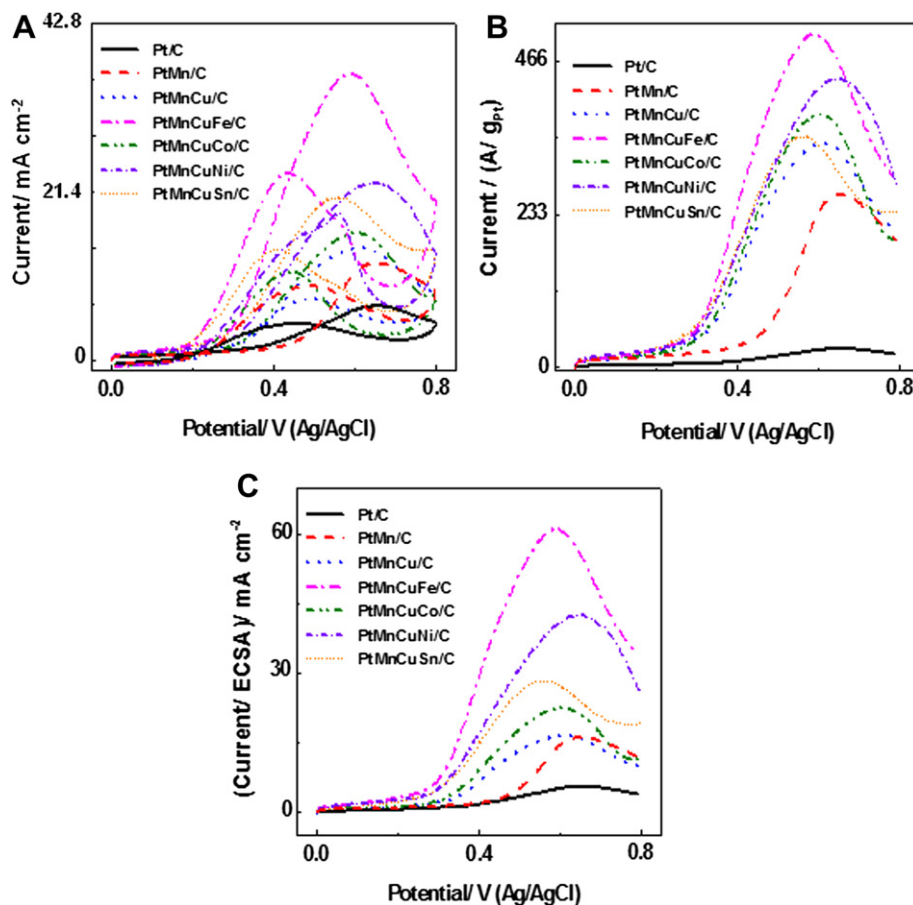 A
42.8
21.4
0
Current/ mA cm⁻²
Pt/C
PtMn/C
PtMnCu/C
PtMnCuFe/C
PtMnCuCo/C
PtMnCuNi/C
PtMnCuSn/C
0.0
0.4
0.8
Potential/ V (Ag/AgCl)
B
466
233
0
Current / (A/ gPt)
Pt/C
PtMn/C
PtMnCu/C
PtMnCuFe/C
PtMnCuCo/C
PtMnCuNi/C
PtMnCuSn/C
0.0
0.4
0.8
Potential/ V (Ag/AgCl)
C
60
30
0
(Current/ ECSA)/ mA cm⁻²
Pt/C
PtMn/C
PtMnCu/C
PtMnCuFe/C
PtMnCuCo/C
PtMnCuNi/C
PtMnCuSn/C
0.0
0.4
0.8
Potential/ V (Ag/AgCl)